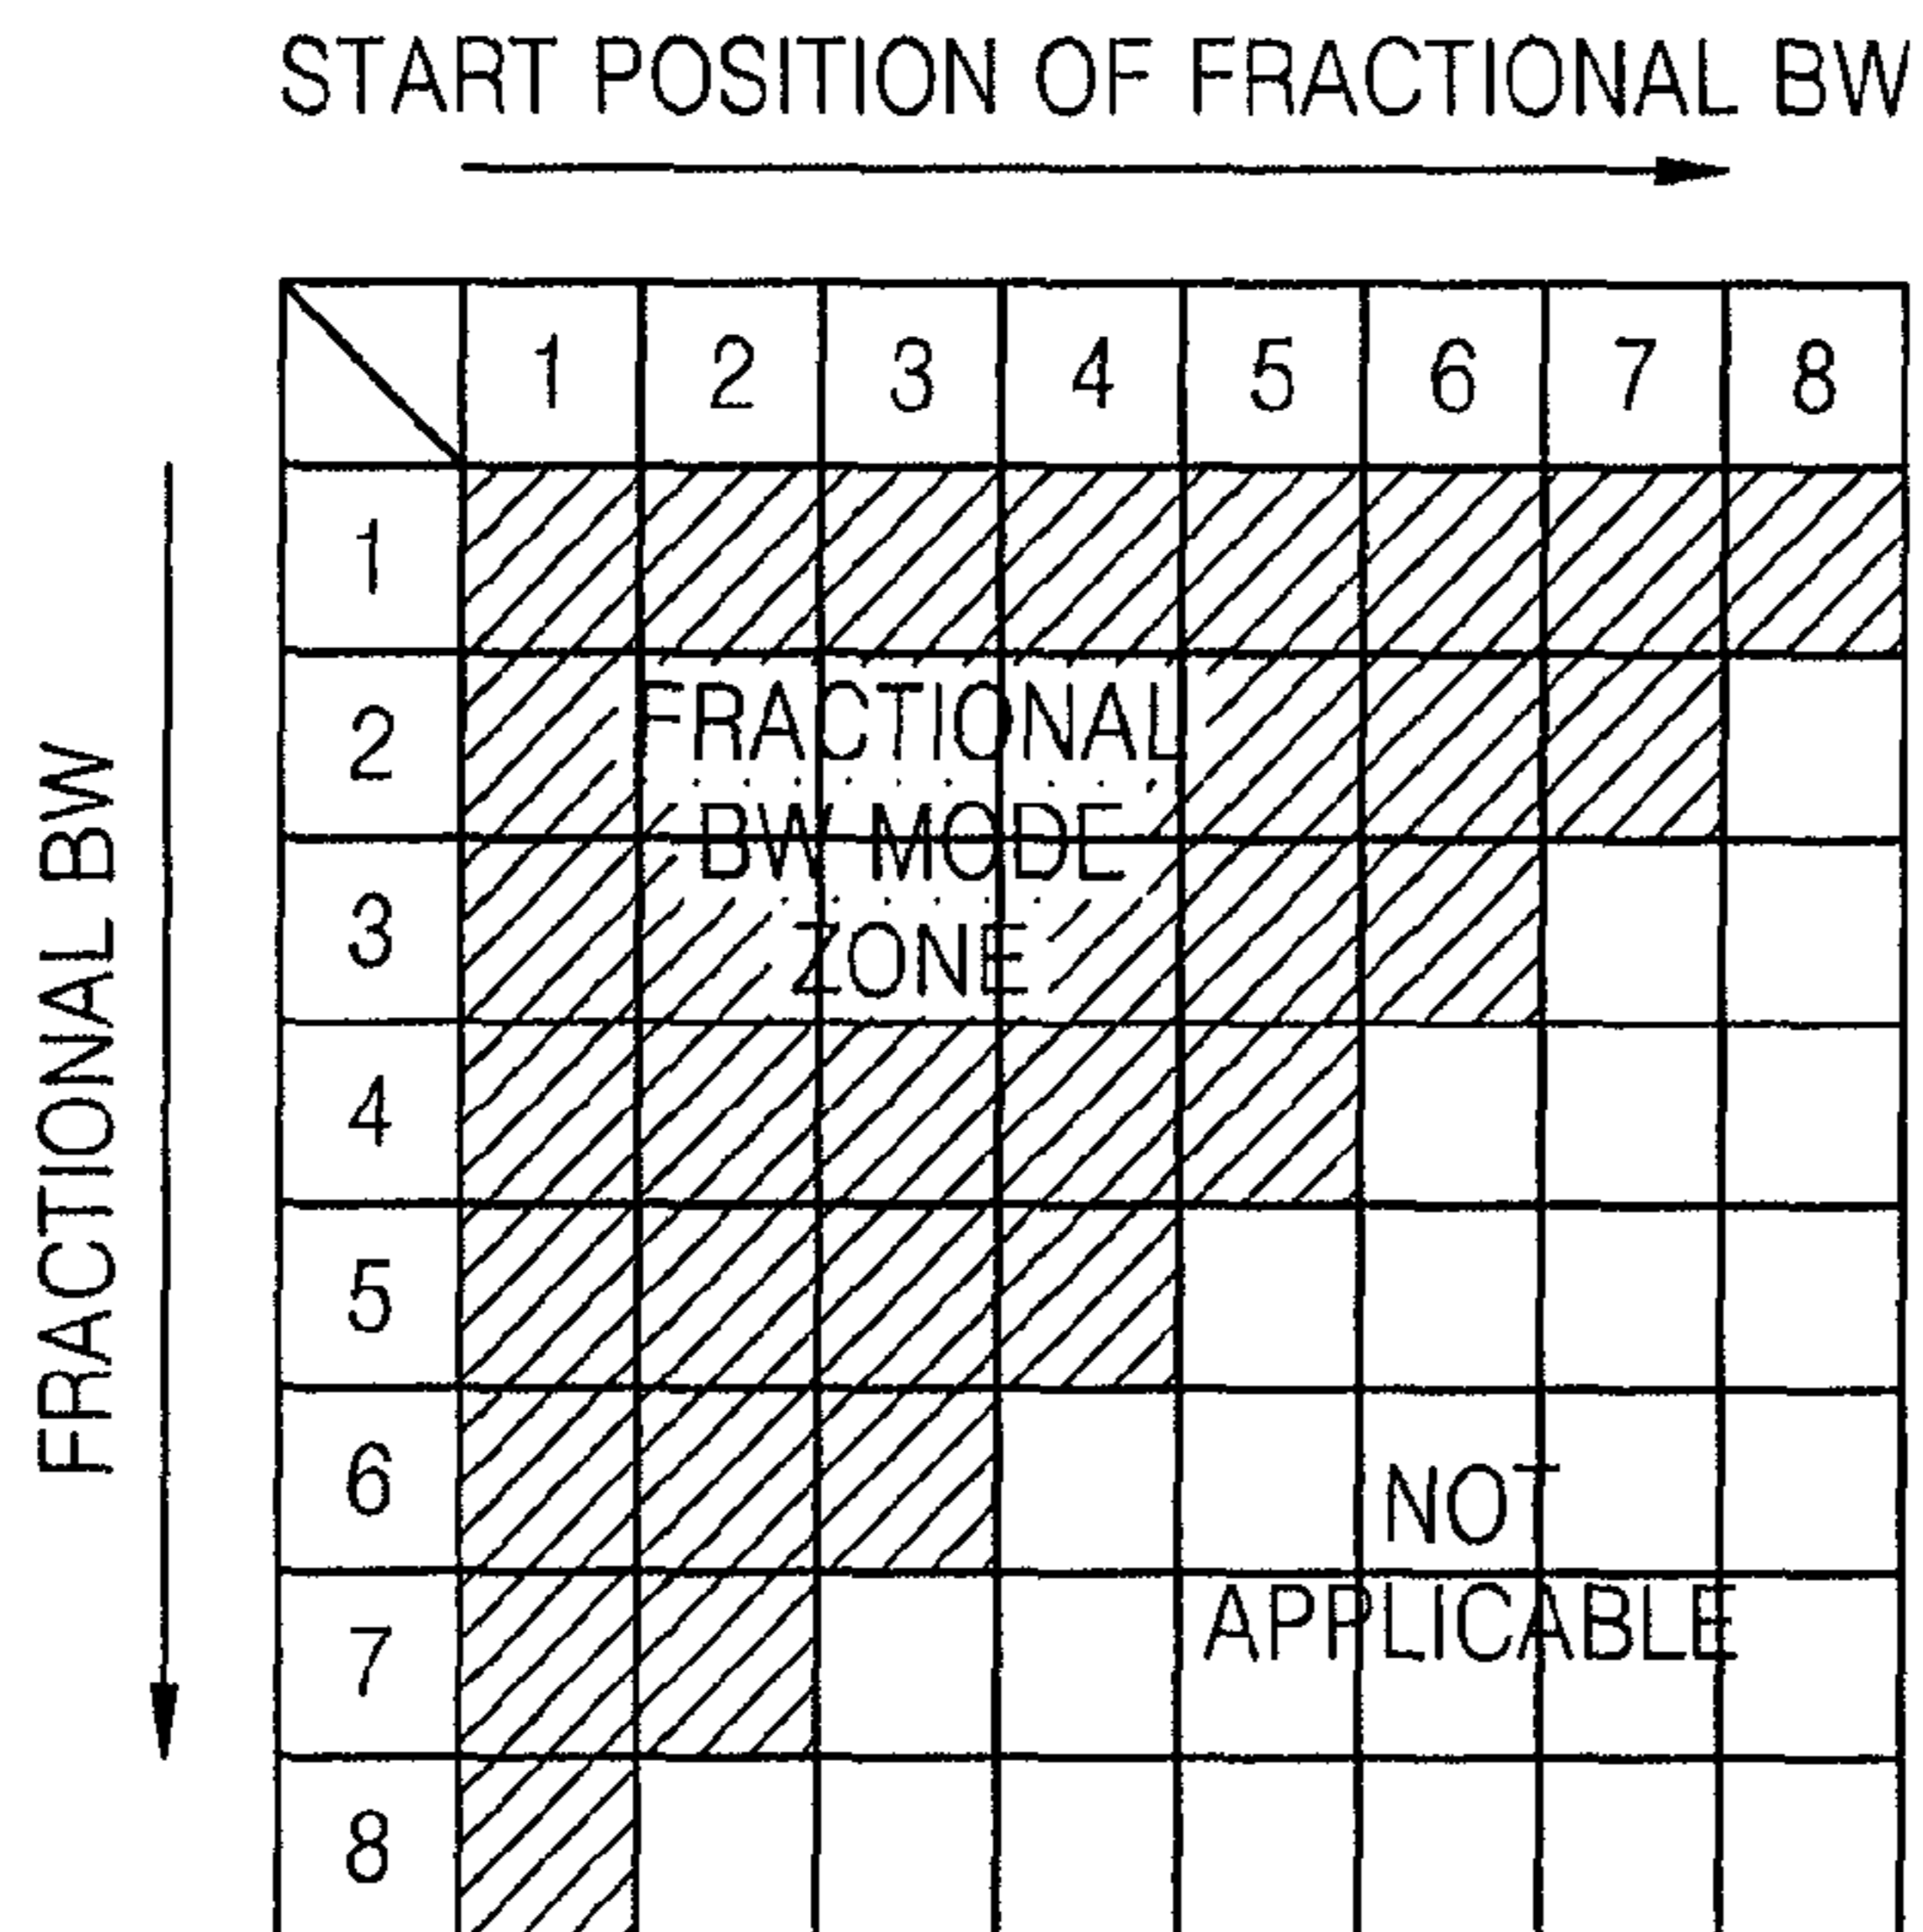 START POSITION OF FRACTIONAL BW
1 2 3 4 5 6 7 8
FRACTIONAL BW
1
2
3
4
5
6
7
8
FRACTIONAL
BW MODE
ZONE
NOT
APPLICABLE